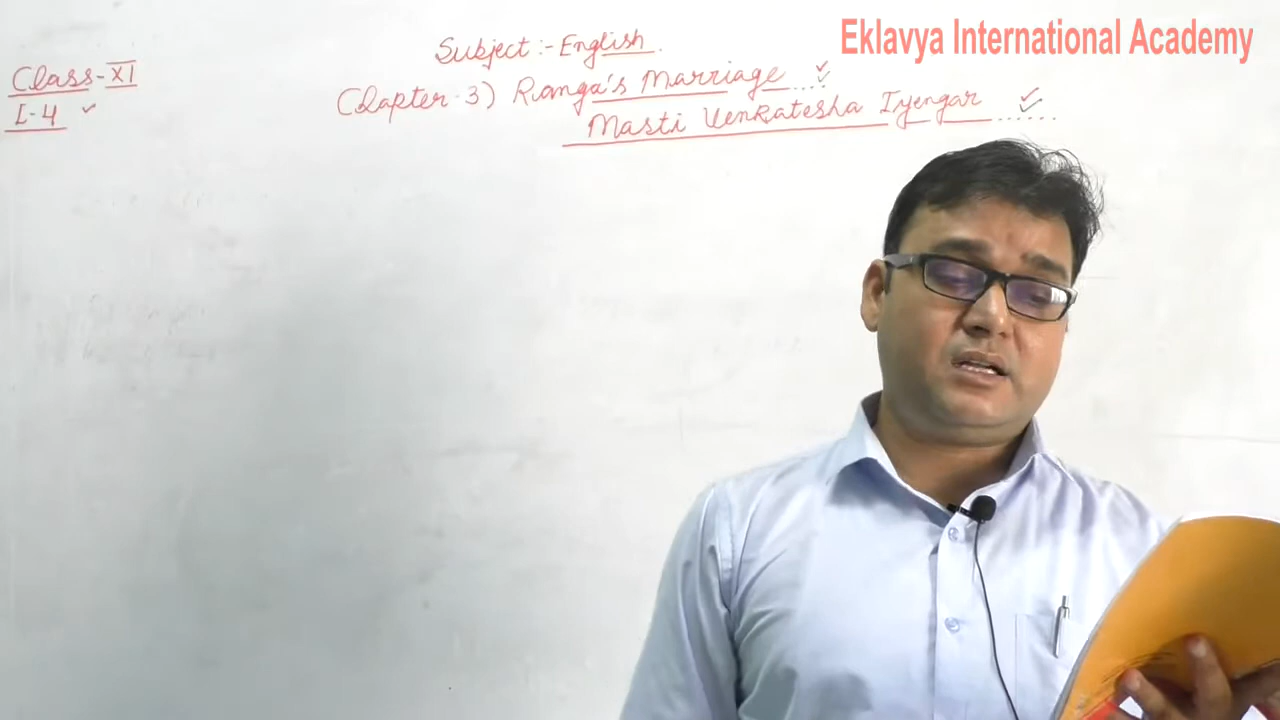 Eklavya International Academy
Subject :- English.
Class - XI
L-4 ✓
Chapter-3) Ranga's Marriage...
Masti Venkatesha Iyengar ......